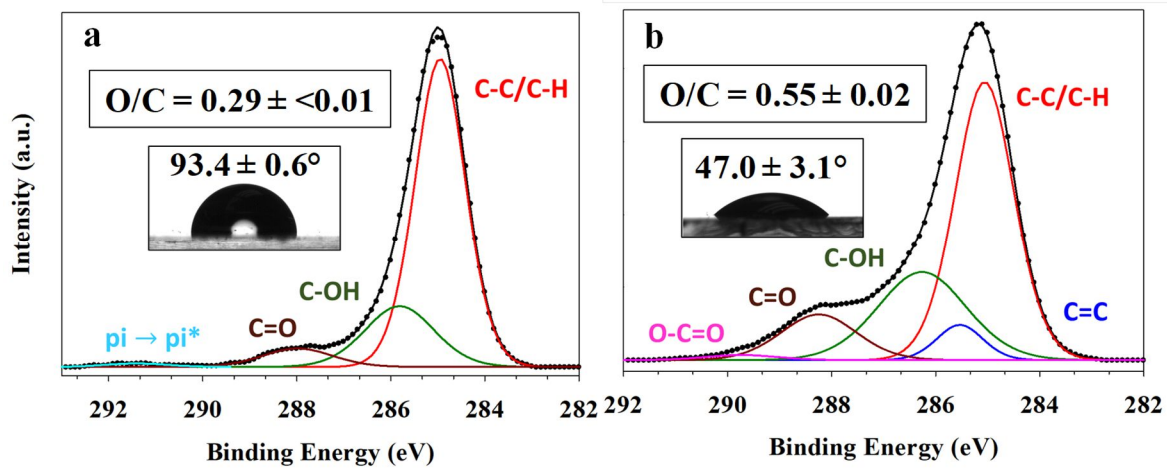 a
O/C = 0.29 ± <0.01
93.4 ± 0.6°
C-C/C-H
C-OH
C=O
pi → pi*
Intensity (a.u.)
292 290 288 286 284 282
Binding Energy (eV)
b
O/C = 0.55 ± 0.02
47.0 ± 3.1°
C-C/C-H
C-OH
C=O
C=C
O-C=O
292 290 288 286 284 282
Binding Energy (eV)